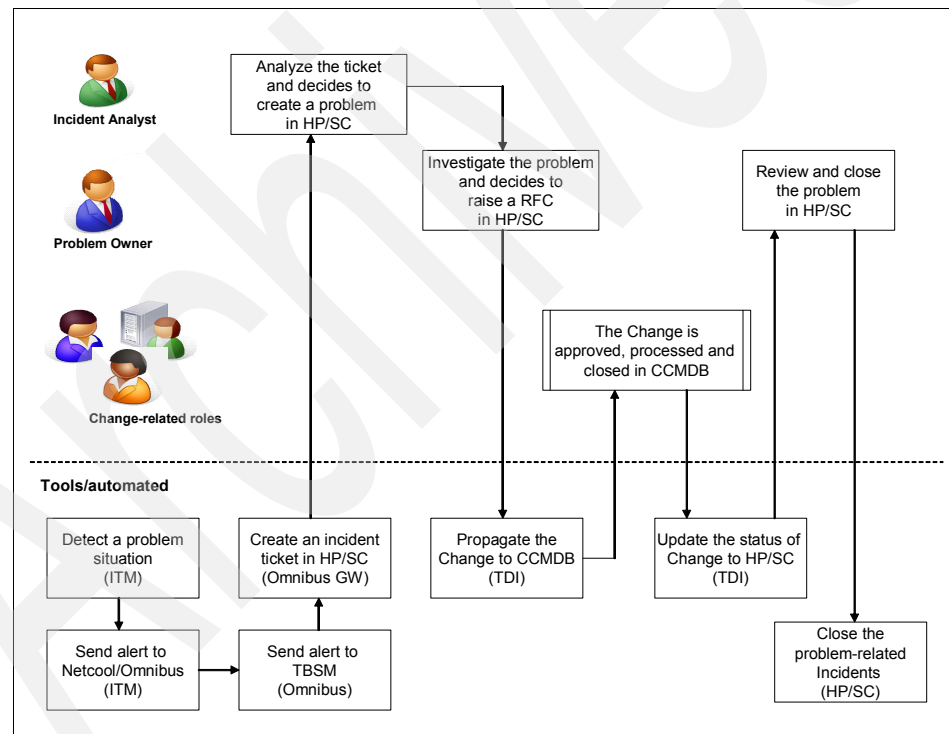 Incident Analyst
Analyze the ticket
and decides to
create a problem
in HP/SC
Problem Owner
Investigate the problem
and decides to
raise a RFC
in HP/SC
Review and close
the problem
in HP/SC
Change-related roles
The Change is
approved, processed and
closed in CCMDB
Tools/automated
Detect a problem
situation
(ITM)
Create an incident
ticket in HP/SC
(Omnibus GW)
Propagate the
Change to CCMDB
(TDI)
Update the status of
Change to HP/SC
(TDI)
Send alert to
Netcool/Omnibus
(ITM)
Send alert to
TBSM
(Omnibus)
Close the
problem-related
Incidents
(HP/SC)
Archive